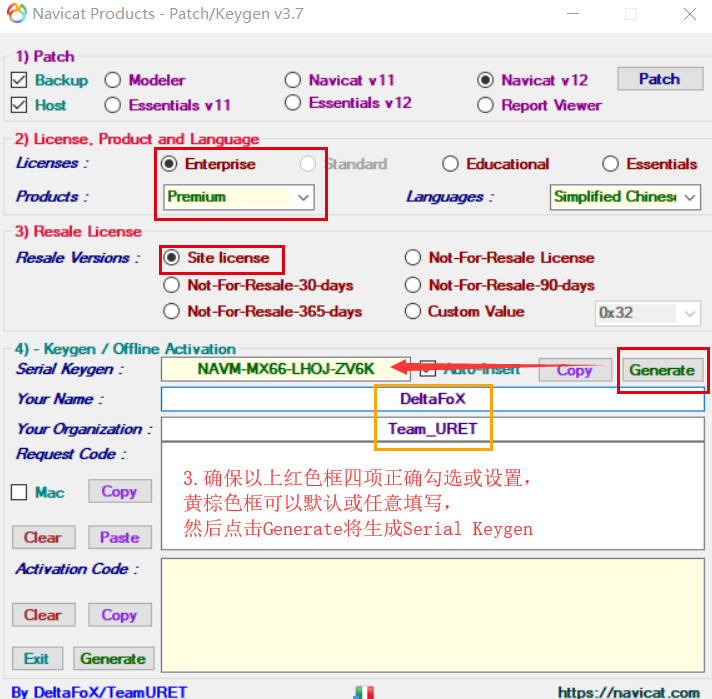 Navicat Products - Patch/Keygen v3.7
1) Patch
Backup Modeler Navicat v11 Navicat v12 Patch
Host Essentials v11 Essentials v12 Report Viewer
2) License, Product and Language
Licenses : Enterprise Standard Educational Essentials
Products : Premium Languages : Simplified Chinese
3) Resale License
Resale Versions : Site license Not-For-Resale License
Not-For-Resale-30-days Not-For-Resale-90-days
Not-For-Resale-365-days Custom Value 0x32
4) - Keygen / Offline Activation
Serial Keygen : NAVM-MX66-LHOJ-ZV6K Auto-Insert Copy Generate
Your Name : DeltaFoX
Your Organization : Team_URET
Request Code :
3.确保以上红色框四项正确勾选或设置，
黄棕色框可以默认或任意填写，
然后点击Generate将生成Serial Keygen
Mac Copy
Clear Paste
Activation Code :
Clear Copy
Exit Generate
By DeltaFoX/TeamURET https://navicat.com